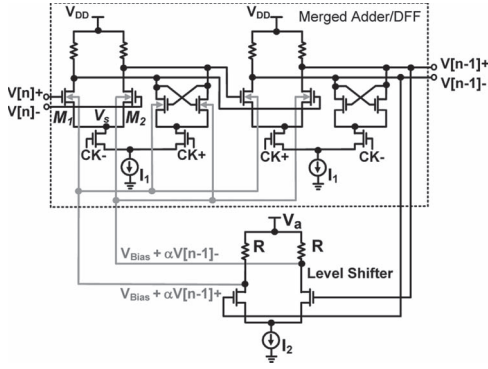 Merged Adder/DFF
VDD VDD
V[n]+ V[n-1]+
V[n]- V[n-1]-
M1 Vs M2
CK- CK+ CK+ CK-
I1 I1
Va
R R
Level Shifter
VBias + αV[n-1]-
VBias + αV[n-1]+
I2